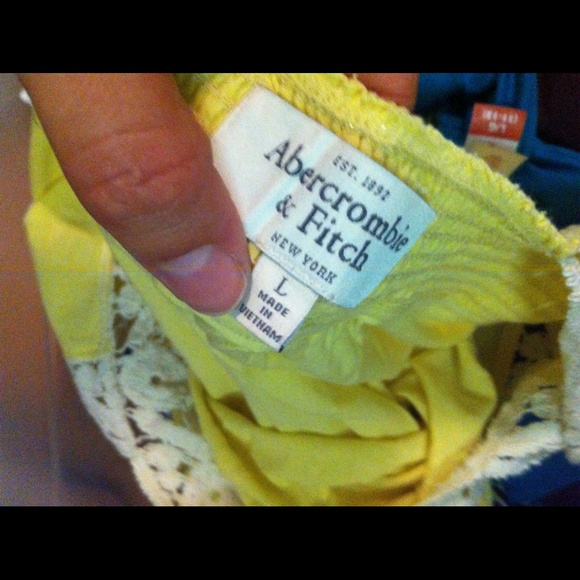 EST. 1892
Abercrombie
& Fitch
NEW YORK
L
MADE
IN
VIETNAM